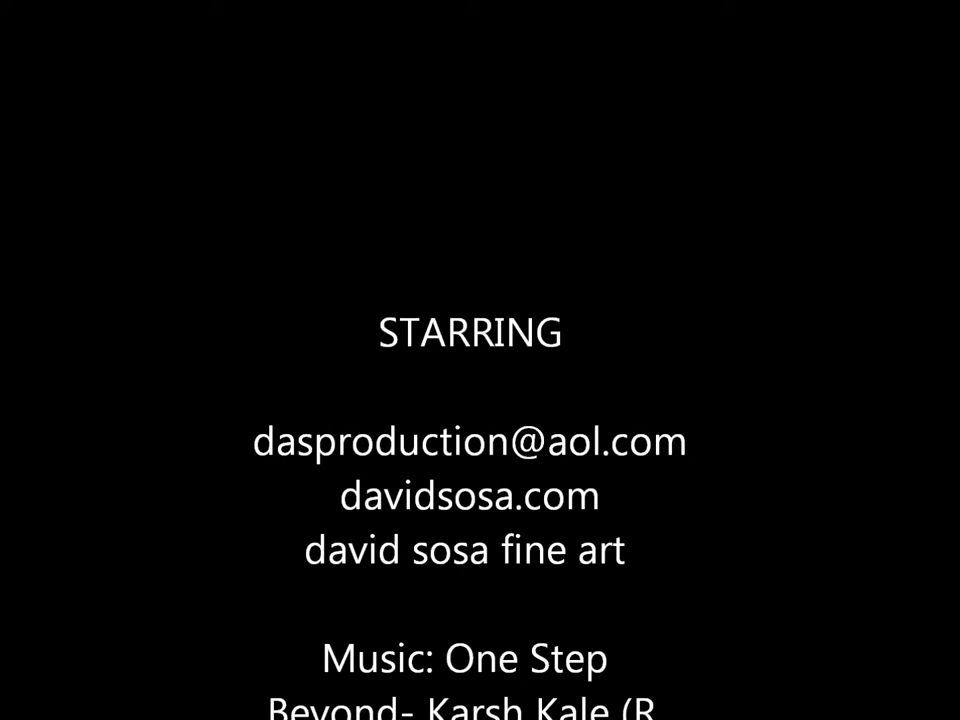 STARRING
dasproduction@aol.com
davidsosa.com
david sosa fine art
Music: One Step
Beyond- Karsh Kale (R